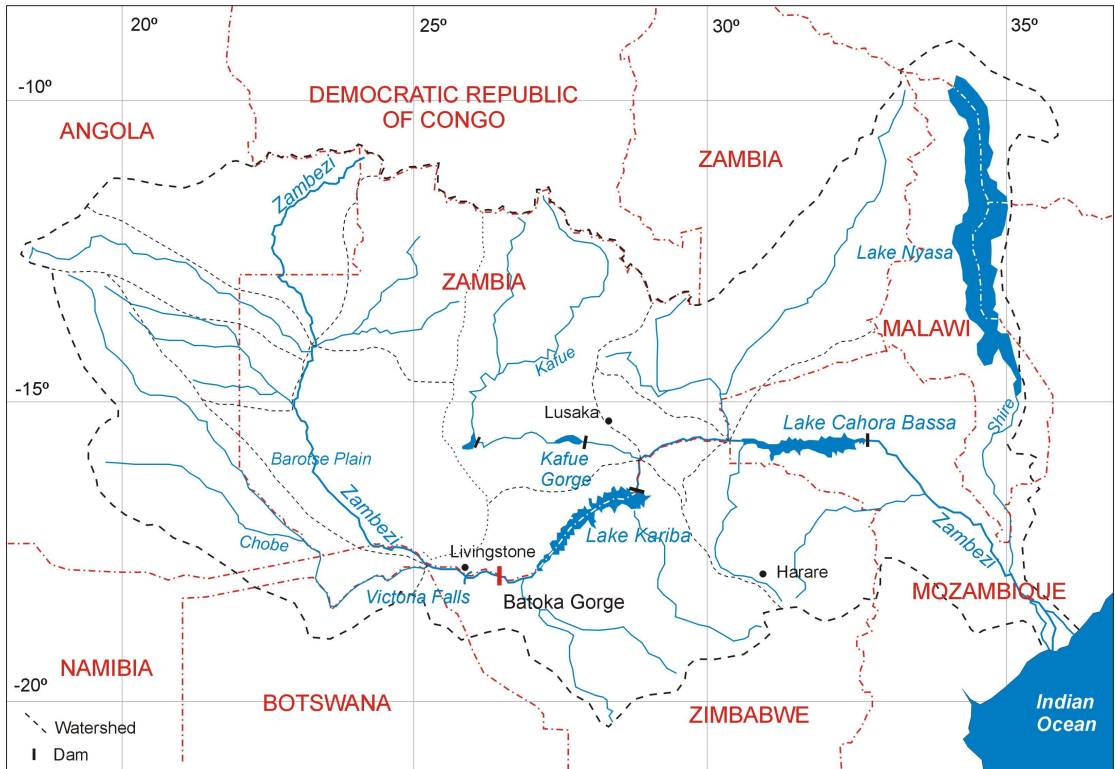 20º
25º
30º
35º
-10º
DEMOCRATIC REPUBLIC
OF CONGO
ANGOLA
ZAMBIA
Zambezi
Lake Nyasa
ZAMBIA
MALAWI
Kafue
-15º
Lusaka
Lake Cahora Bassa
Shire
Barotse Plain
Kafue
Gorge
Zambezi
Zambezi
Lake Kariba
Chobe
Livingstone
Harare
Victoria Falls
Batoka Gorge
MOZAMBIQUE
NAMIBIA
-20º
BOTSWANA
ZIMBABWE
Indian
Ocean
Watershed
Dam